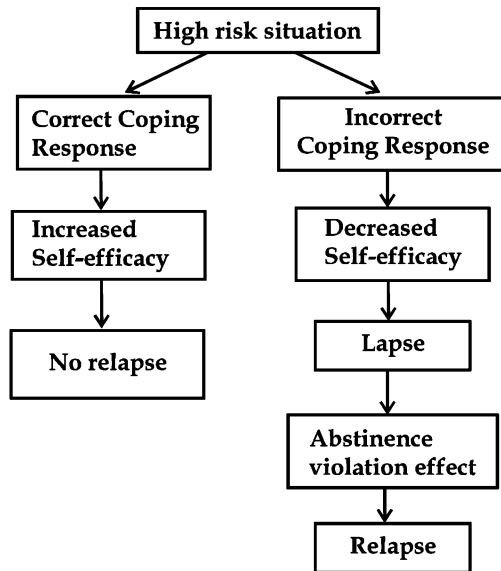 High risk situation
Correct Coping
Response
Incorrect
Coping Response
Increased
Self-efficacy
Decreased
Self-efficacy
No relapse
Lapse
Abstinence
violation effect
Relapse